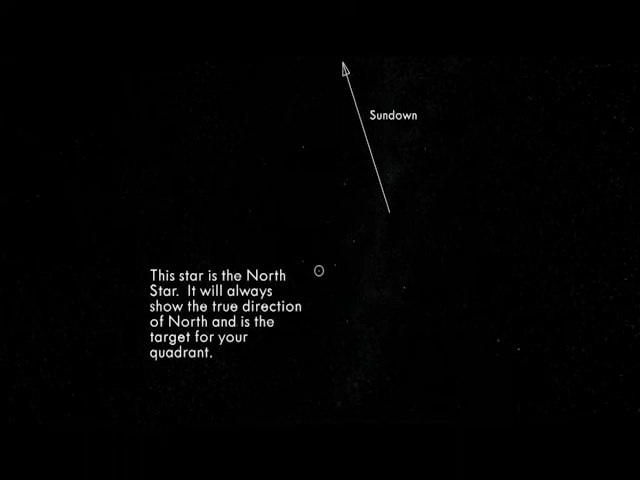 Sundown
This star is the North
Star. It will always
show the true direction
of North and is the
target for your
quadrant.